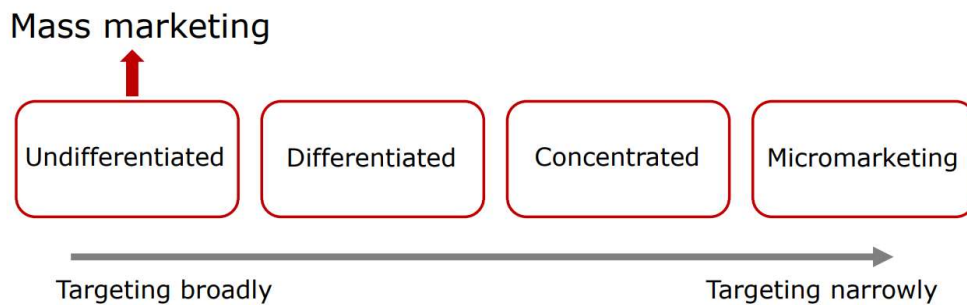 Mass marketing
Undifferentiated
Differentiated
Concentrated
Micromarketing
Targeting broadly
Targeting narrowly